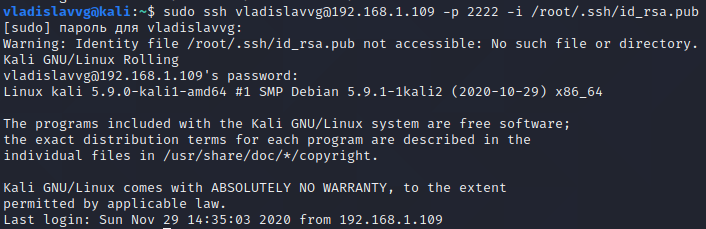 vladislavvg@kali:~$ sudo ssh vladislavvg@192.168.1.109 -p 2222 -i /root/.ssh/id_rsa.pub
[sudo] пароль для vladislavvg:
Warning: Identity file /root/.ssh/id_rsa.pub not accessible: No such file or directory.
Kali GNU/Linux Rolling
vladislavvg@192.168.1.109's password:
Linux kali 5.9.0-kali1-amd64 #1 SMP Debian 5.9.1-1kali2 (2020-10-29) x86_64
The programs included with the Kali GNU/Linux system are free software;
the exact distribution terms for each program are described in the
individual files in /usr/share/doc/*/copyright.
Kali GNU/Linux comes with ABSOLUTELY NO WARRANTY, to the extent
permitted by applicable law.
Last login: Sun Nov 29 14:35:03 2020 from 192.168.1.109